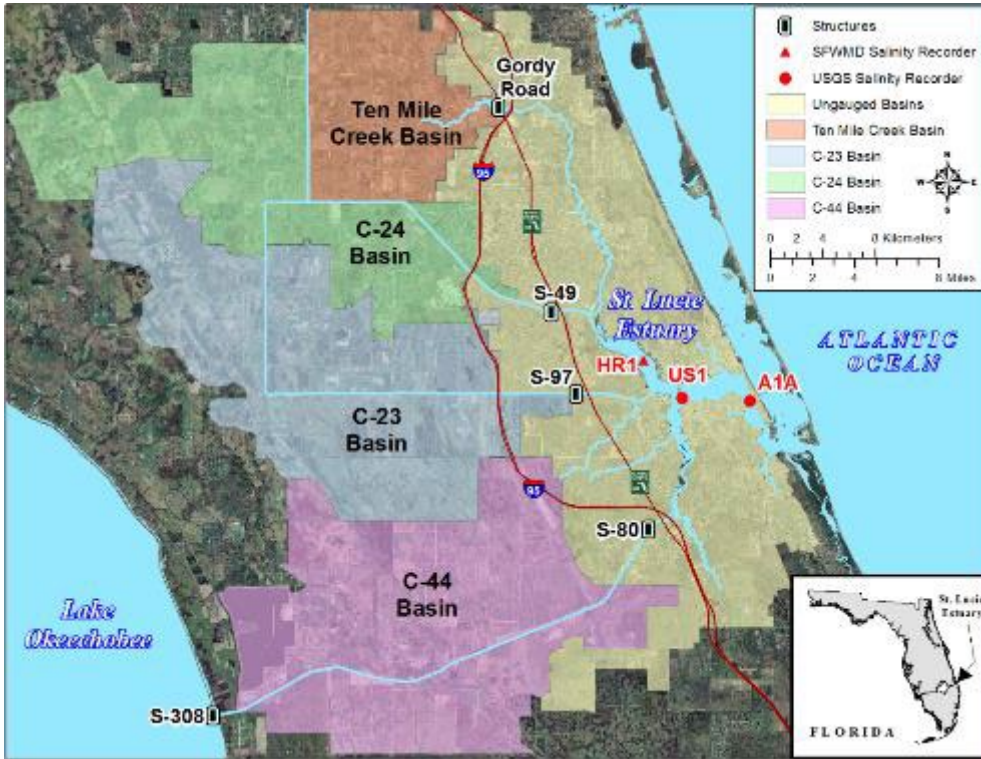 Gordy
Road
Ten Mile
Creek Basin
95
C-24
Basin
S-49
St. Lucie
Estuary
HR1
US1
A1A
S-97
C-23
Basin
95
S-80
C-44
Basin
Lake
Okeechobee
S-308
ATLANTIC
OCEAN
Structures
SFWMD Salinity Recorder
USGS Salinity Recorder
Ungauged Basins
Ten Mile Creek Basin
C-23 Basin
C-24 Basin
C-44 Basin
N
W
E
S
0 2 4 8 Kilometers
0 2 4 8 Miles
St. Lucie
Estuary
FLORIDA